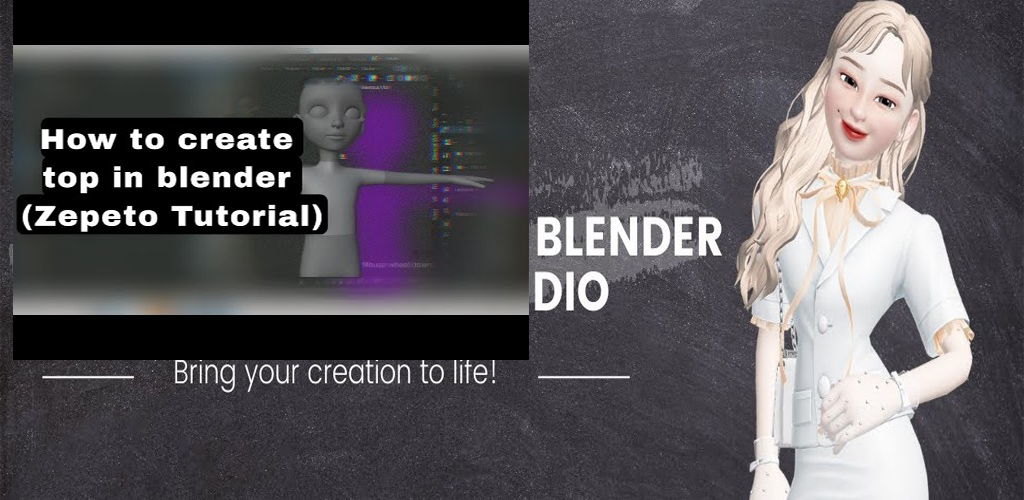 How to create
top in blender
(Zepeto Tutorial)
BLENDER
DIO
Bring your creation to life!